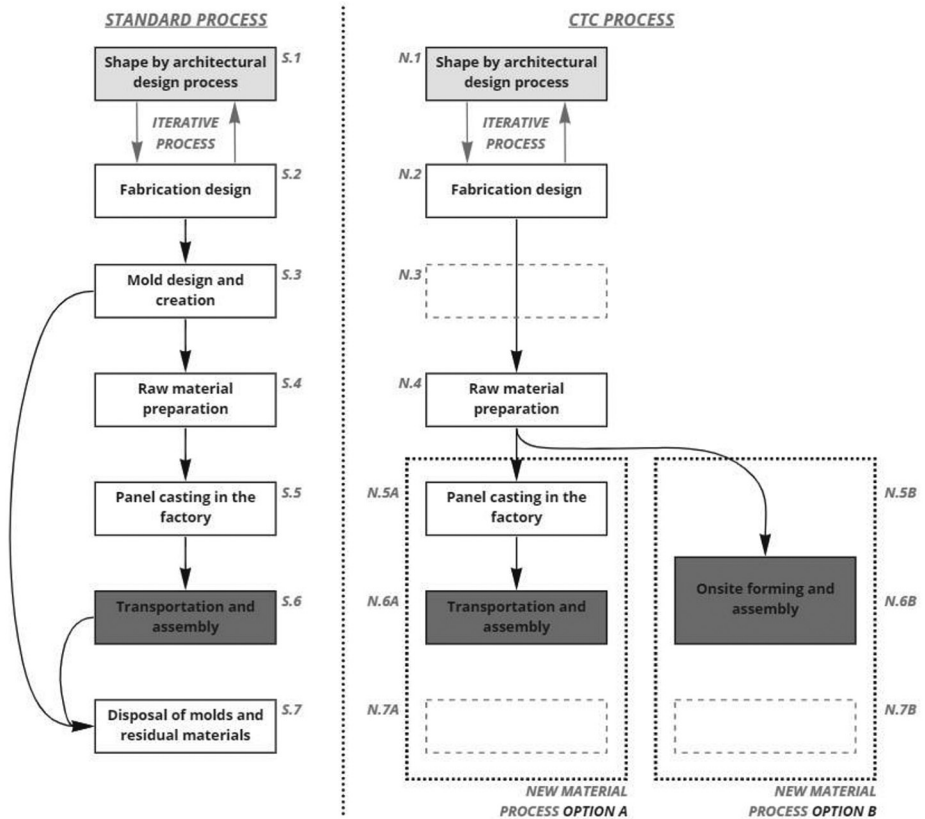 STANDARD PROCESS
S.1
Shape by architectural
design process
ITERATIVE
PROCESS
S.2
Fabrication design
S.3
Mold design and
creation
S.4
Raw material
preparation
S.5
Panel casting in the
factory
S.6
Transportation and
assembly
S.7
Disposal of molds and
residual materials
CTC PROCESS
N.1
Shape by architectural
design process
ITERATIVE
PROCESS
N.2
Fabrication design
N.3
N.4
Raw material
preparation
N.5A
Panel casting in the
factory
N.6A
Transportation and
assembly
N.7A
NEW MATERIAL
PROCESS OPTION A
N.5B
Onsite forming and
assembly
N.6B
N.7B
NEW MATERIAL
PROCESS OPTION B